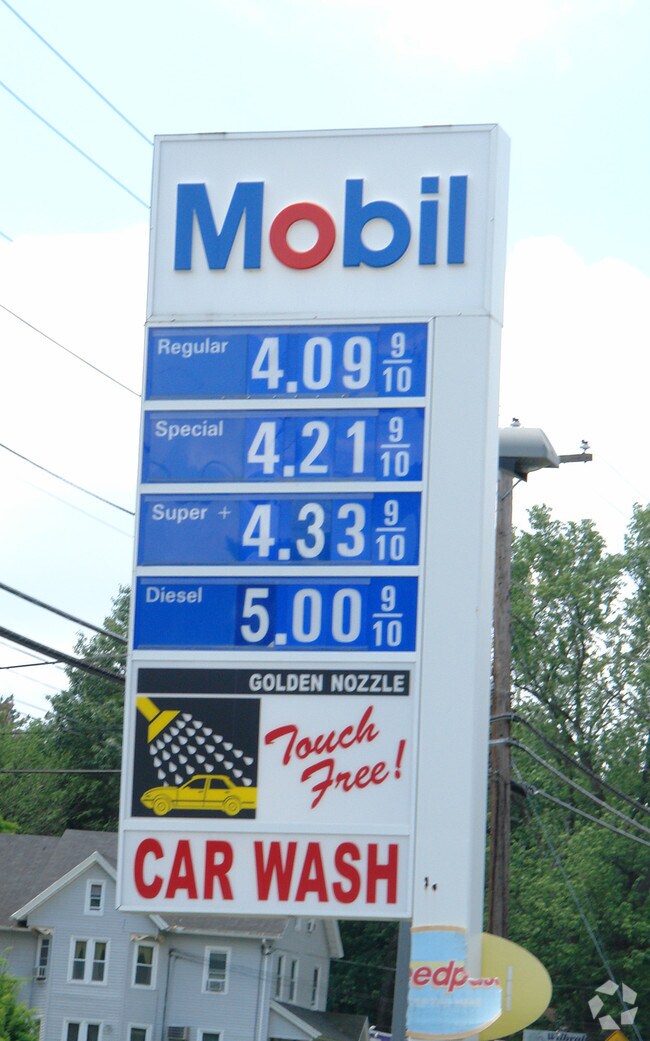 Mobil
Regular 4.09 9/10
Special 4.21 9/10
Super + 4.33 9/10
Diesel 5.00 9/10
GOLDEN NOZZLE
Touch
Free!
CAR WASH